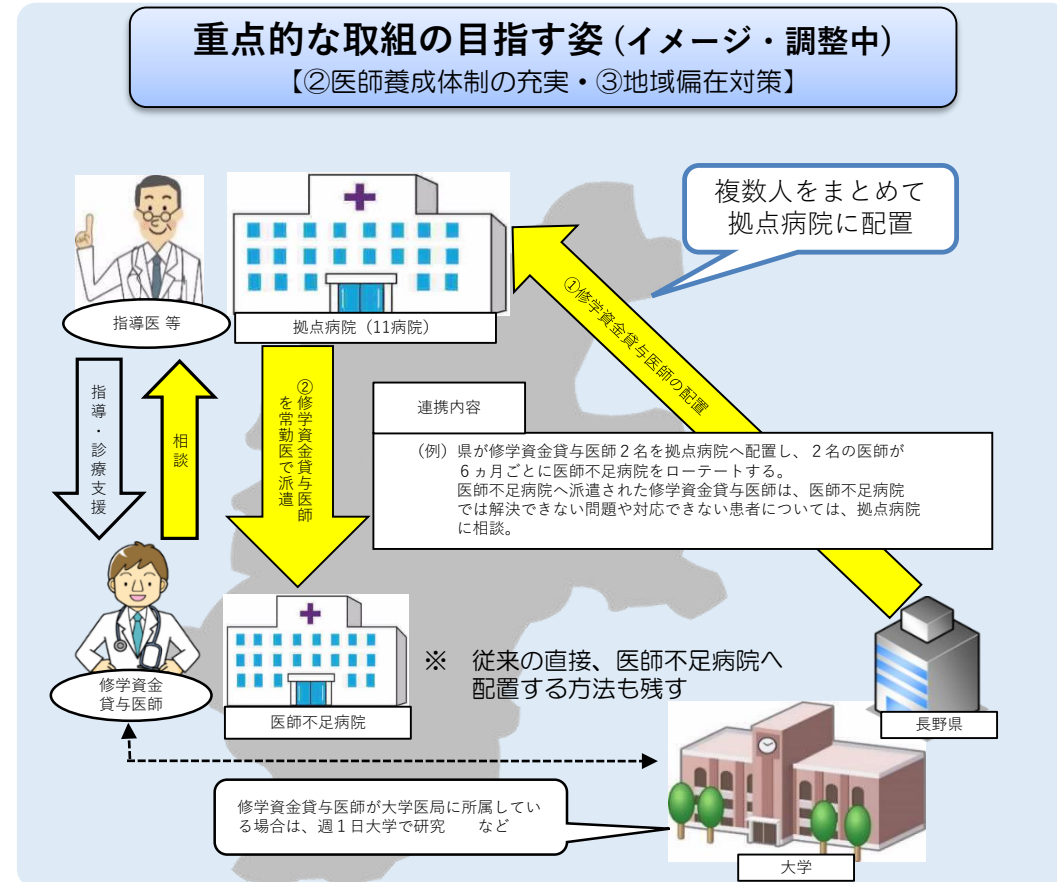 重点的な取組の目指す姿(イメージ・調整中)
【②医師養成体制の充実・③地域偏在対策】
複数人をまとめて
拠点病院に配置
指導医 等
拠点病院（11病院）
①修学資金貸与医師の配置
指導・診療支援
相談
②修学資金貸与医師
を常勤医で派遣
連携内容
（例）県が修学資金貸与医師２名を拠点病院へ配置し、２名の医師が
６ヵ月ごとに医師不足病院をローテートする。
医師不足病院へ派遣された修学資金貸与医師は、医師不足病院
では解決できない問題や対応できない患者については、拠点病院
に相談。
修学資金
貸与医師
医師不足病院
※　従来の直接、医師不足病院へ
配置する方法も残す
長野県
修学資金貸与医師が大学医局に所属してい
る場合は、週１日大学で研究　　など
大学